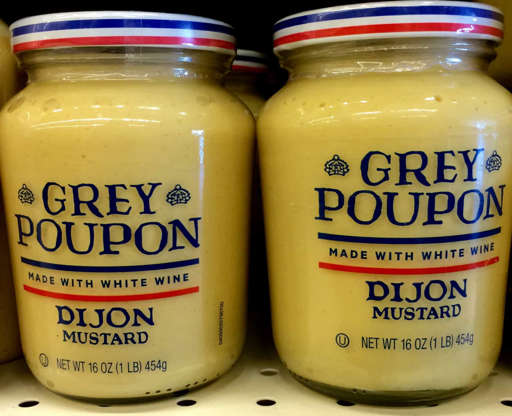 GREY
POUPON
MADE WITH WHITE WINE
DIJON
MUSTARD
U NET WT 16 OZ (1 LB) 454g
GREY
POUPON
MADE WITH WHITE WINE
DIJON
MUSTARD
U NET WT 16 OZ (1 LB) 454g